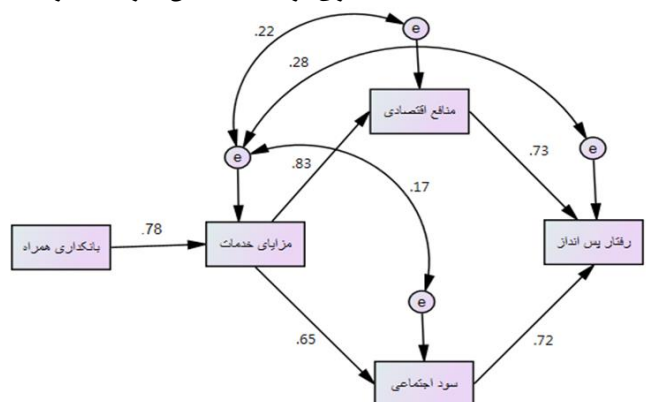 .22
e
.28
منافع اقتصادی
e
e
.83
.73
.17
بانکداری همراه
.78
مزایای خدمات
رفتار پس انداز
e
.65
.72
سود اجتماعی